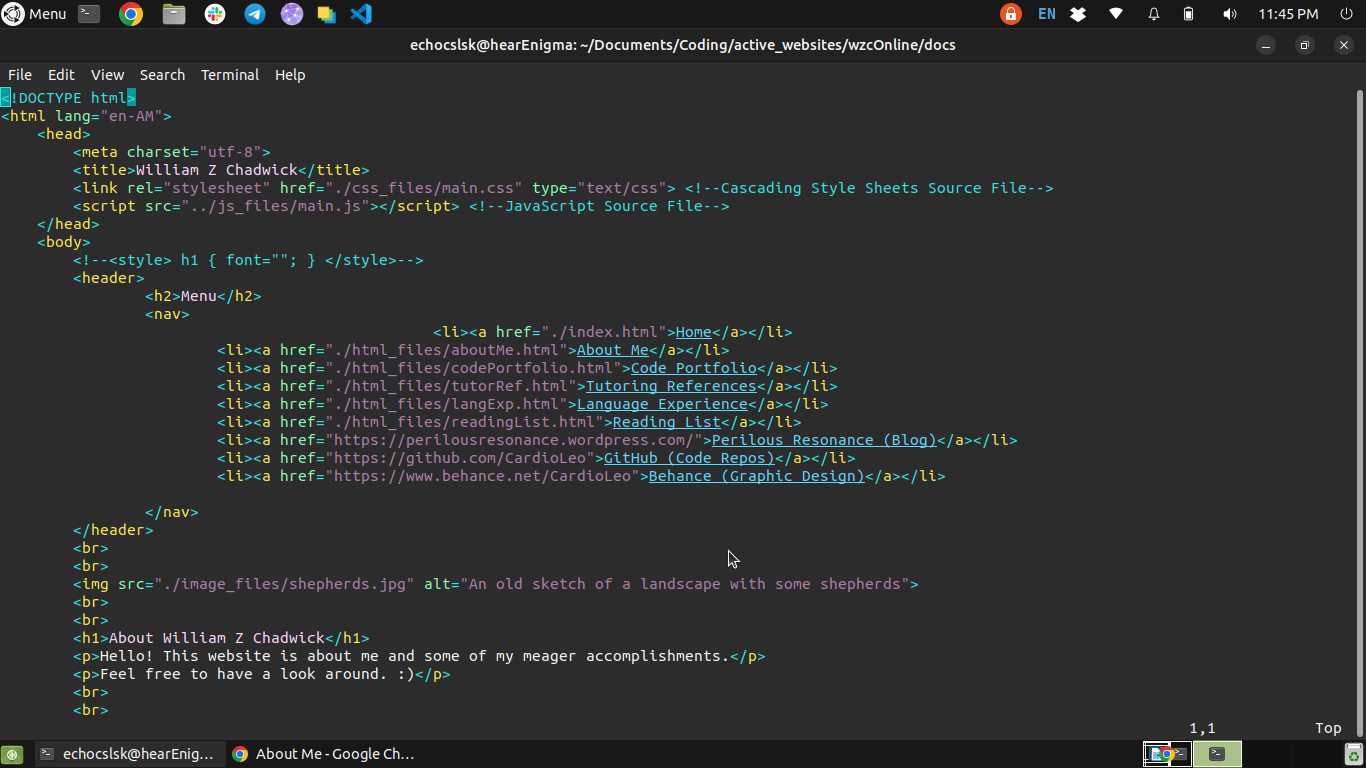 Menu EN 11:45 PM
echocslsk@hearEnigma: ~/Documents/Coding/active_websites/wzcOnline/docs
File Edit View Search Terminal Help
<!DOCTYPE html>
<html lang="en-AM">
    <head>
        <meta charset="utf-8">
        <title>William Z Chadwick</title>
        <link rel="stylesheet" href="./css_files/main.css" type="text/css"> <!--Cascading Style Sheets Source File-->
        <script src="../js_files/main.js"></script> <!--JavaScript Source File-->
    </head>
    <body>
        <!--<style> h1 { font=""; } </style>-->
        <header>
                <h2>Menu</h2>
                <nav>
                                                <li><a href="./index.html">Home</a></li>
                        <li><a href="./html_files/aboutMe.html">About Me</a></li>
                        <li><a href="./html_files/codePortfolio.html">Code Portfolio</a></li>
                        <li><a href="./html_files/tutorRef.html">Tutoring References</a></li>
                        <li><a href="./html_files/langExp.html">Language Experience</a></li>
                        <li><a href="./html_files/readingList.html">Reading List</a></li>
                        <li><a href="https://perilousresonance.wordpress.com/">Perilous Resonance (Blog)</a></li>
                        <li><a href="https://github.com/CardioLeo">GitHub (Code Repos)</a></li>
                        <li><a href="https://www.behance.net/CardioLeo">Behance (Graphic Design)</a></li>
                </nav>
        </header>
        <br>
        <br>
        <img src="./image_files/shepherds.jpg" alt="An old sketch of a landscape with some shepherds">
        <br>
        <br>
        <h1>About William Z Chadwick</h1>
        <p>Hello! This website is about me and some of my meager accomplishments.</p>
        <p>Feel free to have a look around. :)</p>
        <br>
        <br>
1,1 Top
echocslsk@hearEnig... About Me - Google Ch...